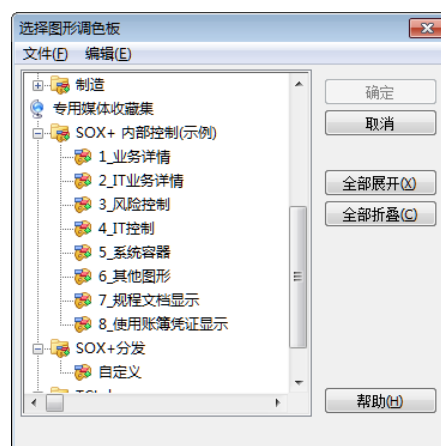 选择图形调色板
文件(F) 编辑(E)
制造
专用媒体收藏集
SOX+ 内部控制(示例)
1_业务详情
2_IT业务详情
3_风险控制
4_IT控制
5_系统容器
6_其他图形
7_规程文档显示
8_使用账簿凭证显示
SOX+分发
自定义
确定
取消
全部展开(X)
全部折叠(C)
帮助(H)